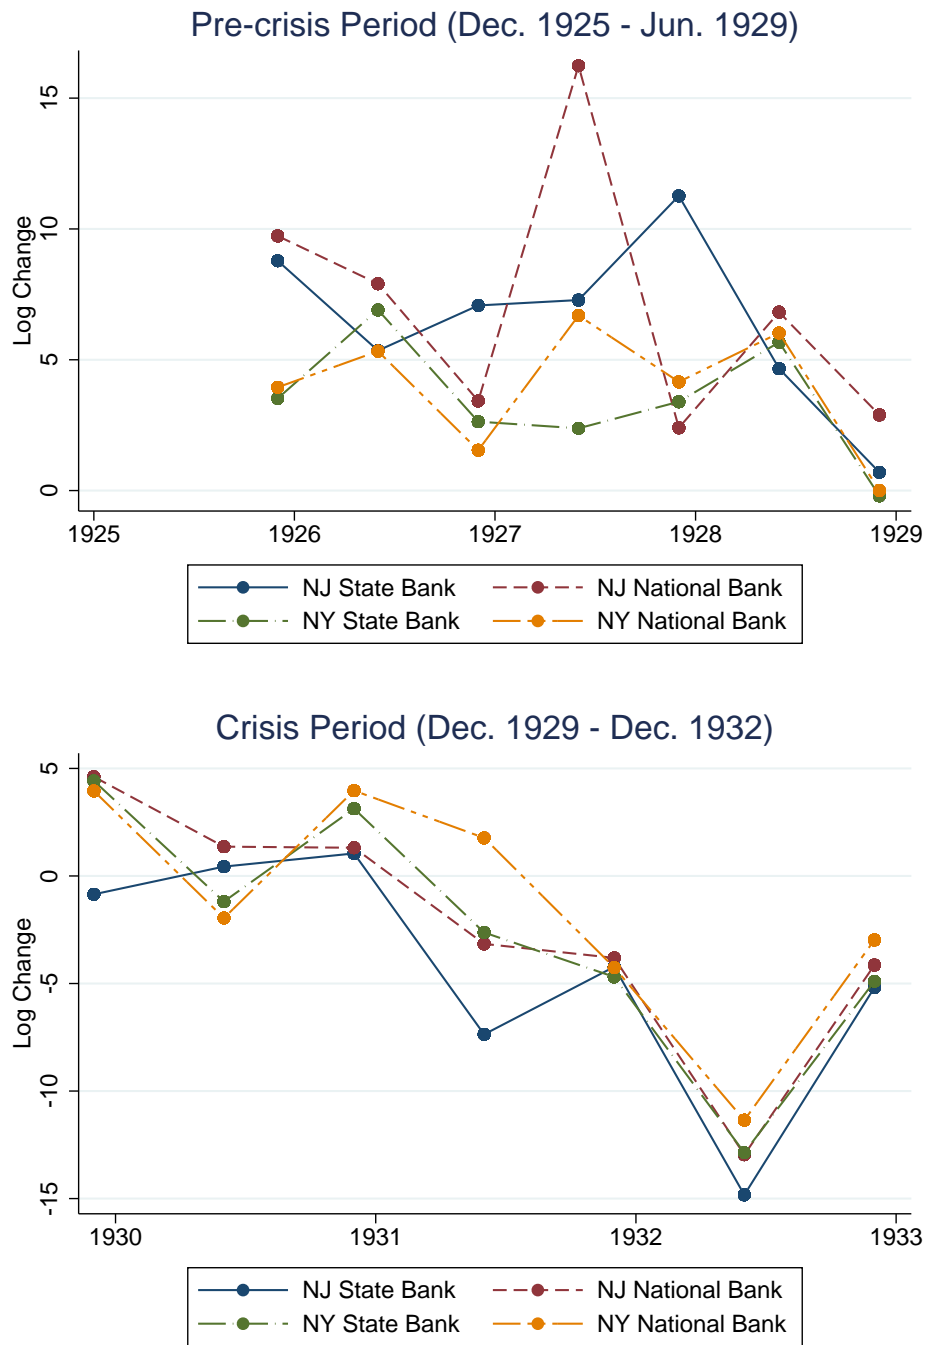 Pre-crisis Period (Dec. 1925 - Jun. 1929)
Log Change
15
10
5
0
1925 1926 1927 1928 1929
NJ State Bank NJ National Bank
NY State Bank NY National Bank
Crisis Period (Dec. 1929 - Dec. 1932)
Log Change
5
0
-5
-10
-15
1930 1931 1932 1933
NJ State Bank NJ National Bank
NY State Bank NY National Bank